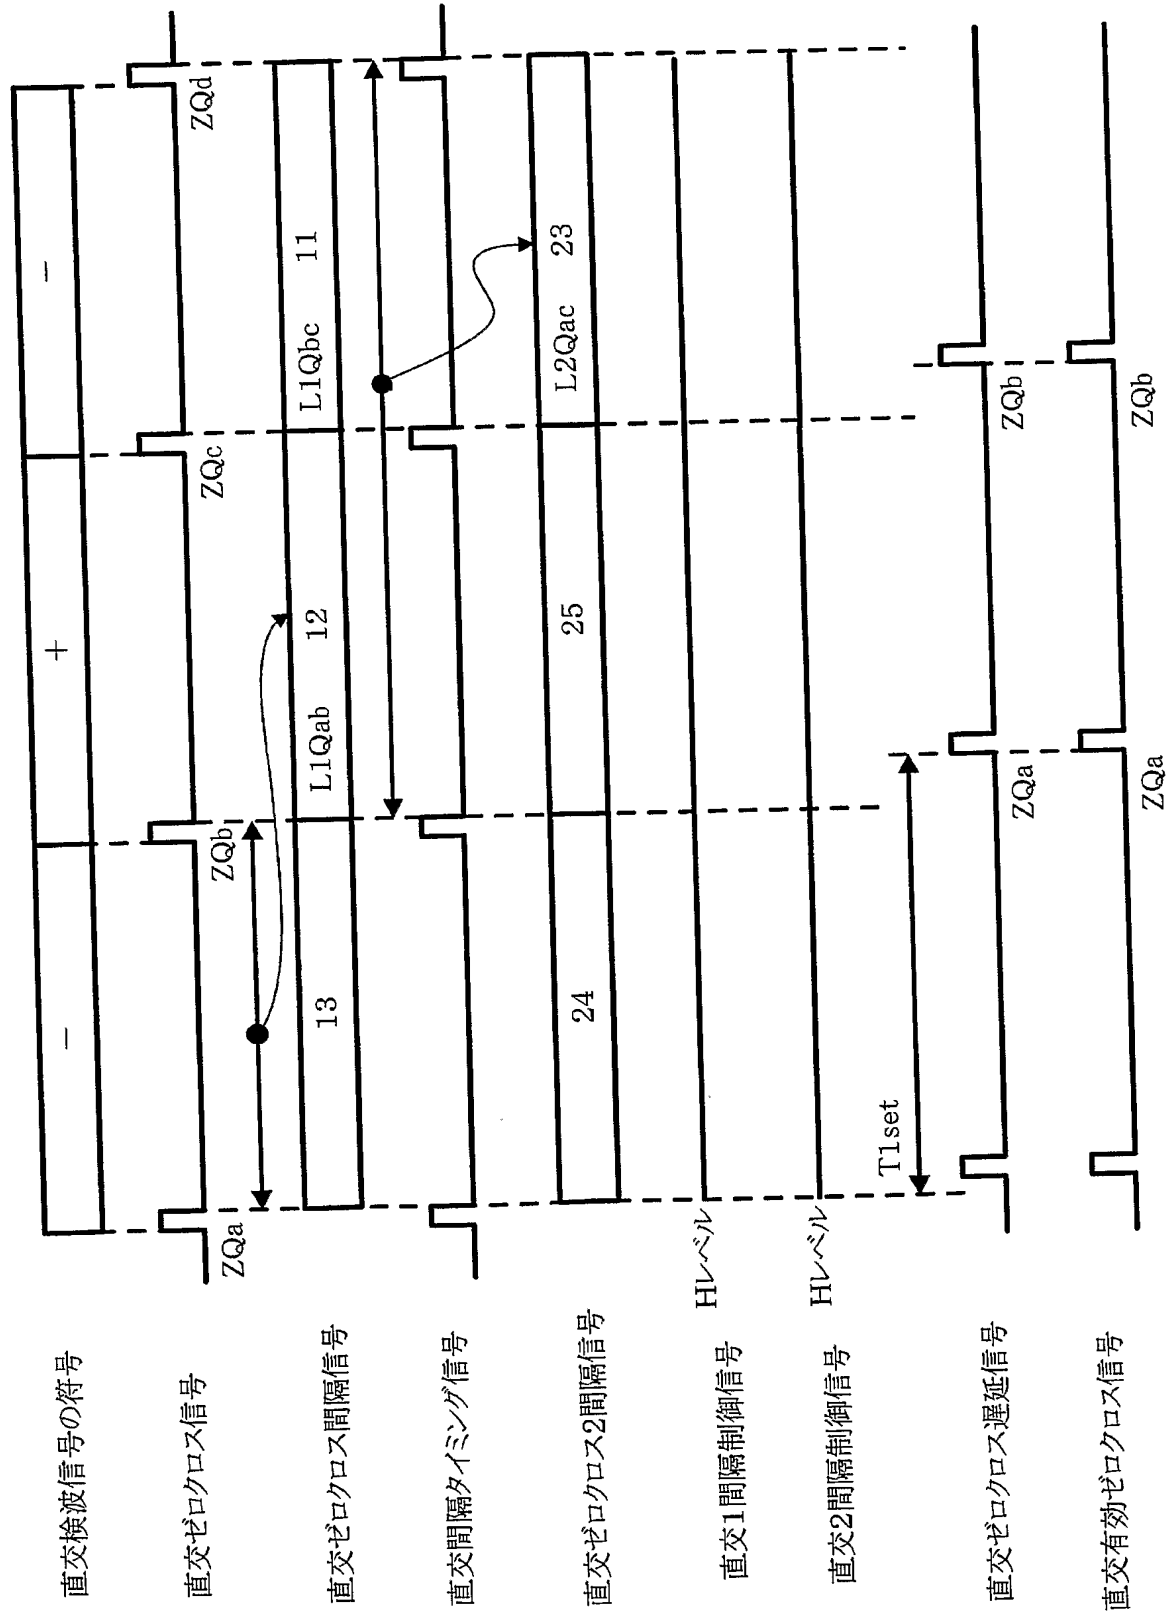 直交検波信号の符号
−
+
−
直交ゼロクロス信号
ZQa
ZQb
ZQc
ZQd
直交ゼロクロス間隔信号
13
L1Qab 12
L1Qbc 11
直交間隔タイミング信号
直交ゼロクロス2間隔信号
24
25
L2Qac 23
直交1間隔制御信号
Hレベル
直交2間隔制御信号
Hレベル
T1set
直交ゼロクロス遅延信号
ZQa
ZQb
直交有効ゼロクロス信号
ZQa
ZQb